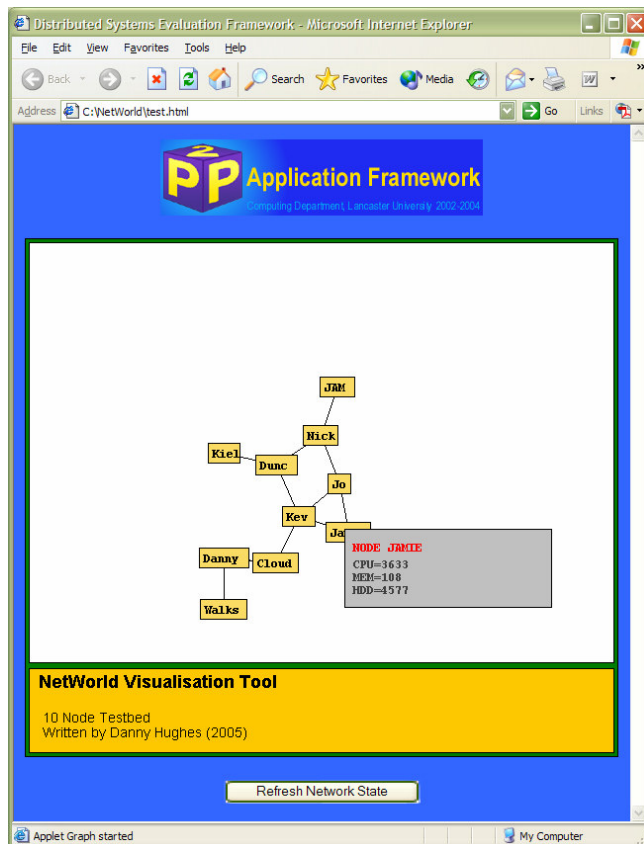 Distributed Systems Evaluation Framework - Microsoft Internet Explorer
File Edit View Favorites Tools Help
Back Search Favorites Media
Address C:\NetWorld\test.html Go Links
P2P Application Framework
Computing Department, Lancaster University 2002-2004
JAM
Nick
Kiel
Dunc
Jo
Kev
Ja
NODE JAMIE
CPU=3633
MEM=108
HDD=4577
Danny
Cloud
Walks
NetWorld Visualisation Tool
10 Node Testbed
Written by Danny Hughes (2005)
Refresh Network State
Applet Graph started My Computer